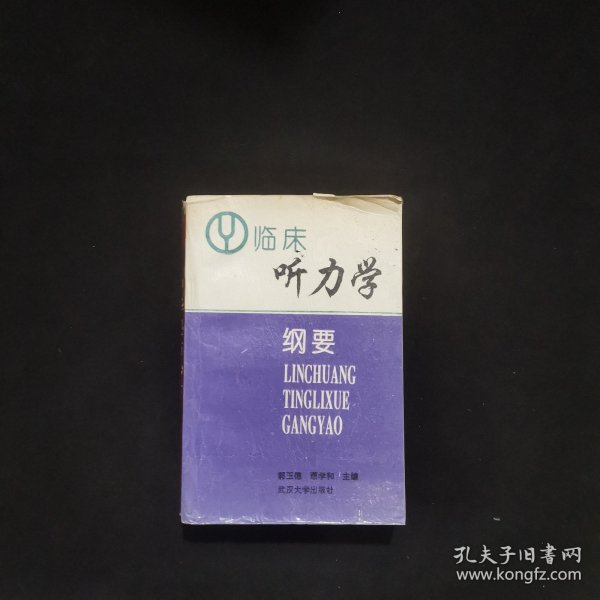 临床
听力学
纲要
LINCHUANG
TINGLIXUE
GANGYAO
郭玉德 覃学和 主编
武汉大学出版社
孔夫子旧书网
www.kongfz.com